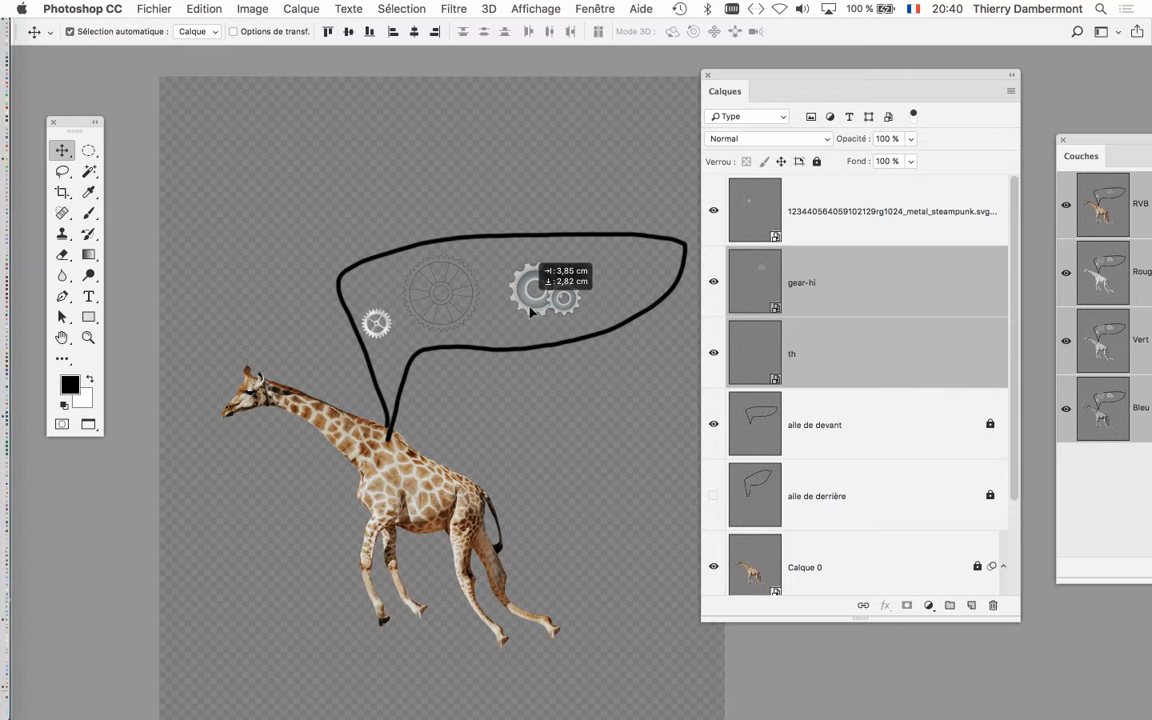 Photoshop CC Fichier Edition Image Calque Texte Sélection Filtre 3D Affichage Fenêtre Aide 100 % 20:40 Thierry Dambermont
Sélection automatique : Calque Options de transf. Mode 3D :
Calques
Type
Normal Opacité : 100 %
Verrou : Fond : 100 %
123440564059102129rg1024_metal_steampunk.svg...
gear-hi
th
aile de devant
aile de derrière
Calque 0
fx
Couches
RVB
Roug
Vert
Bleu
T
3,85 cm
2,82 cm